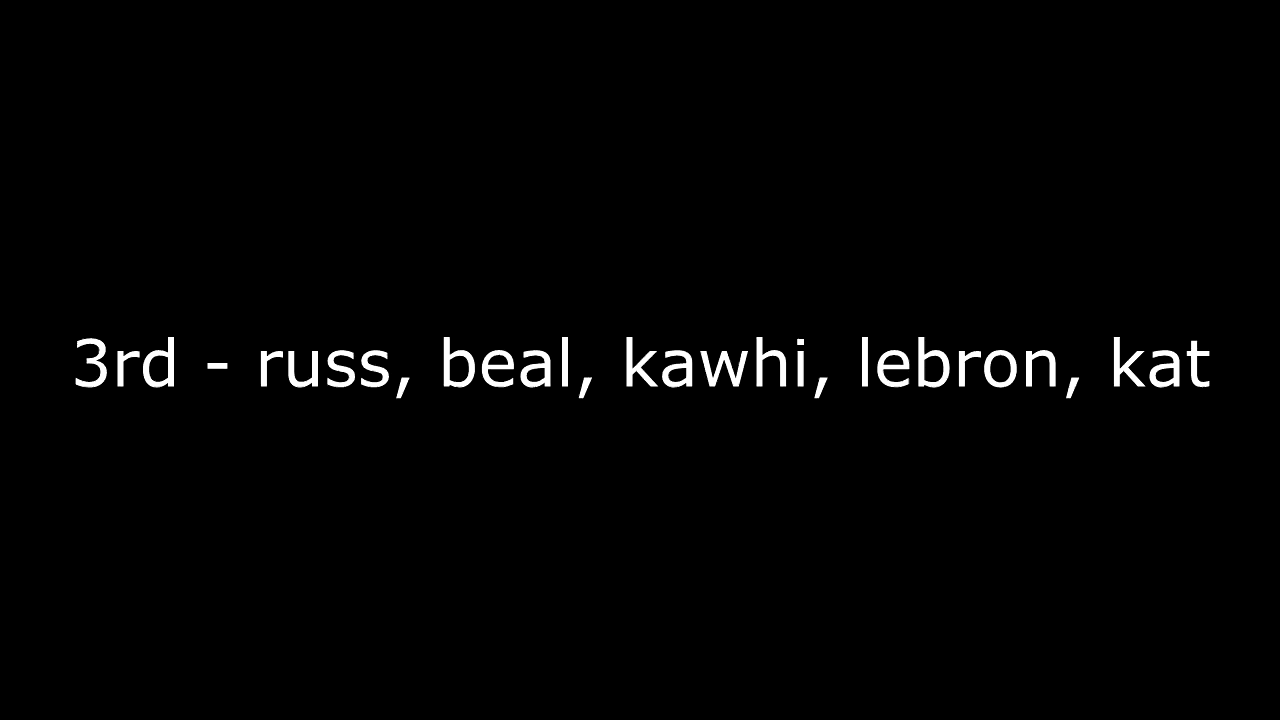 3rd - russ, beal, kawhi, lebron, kat